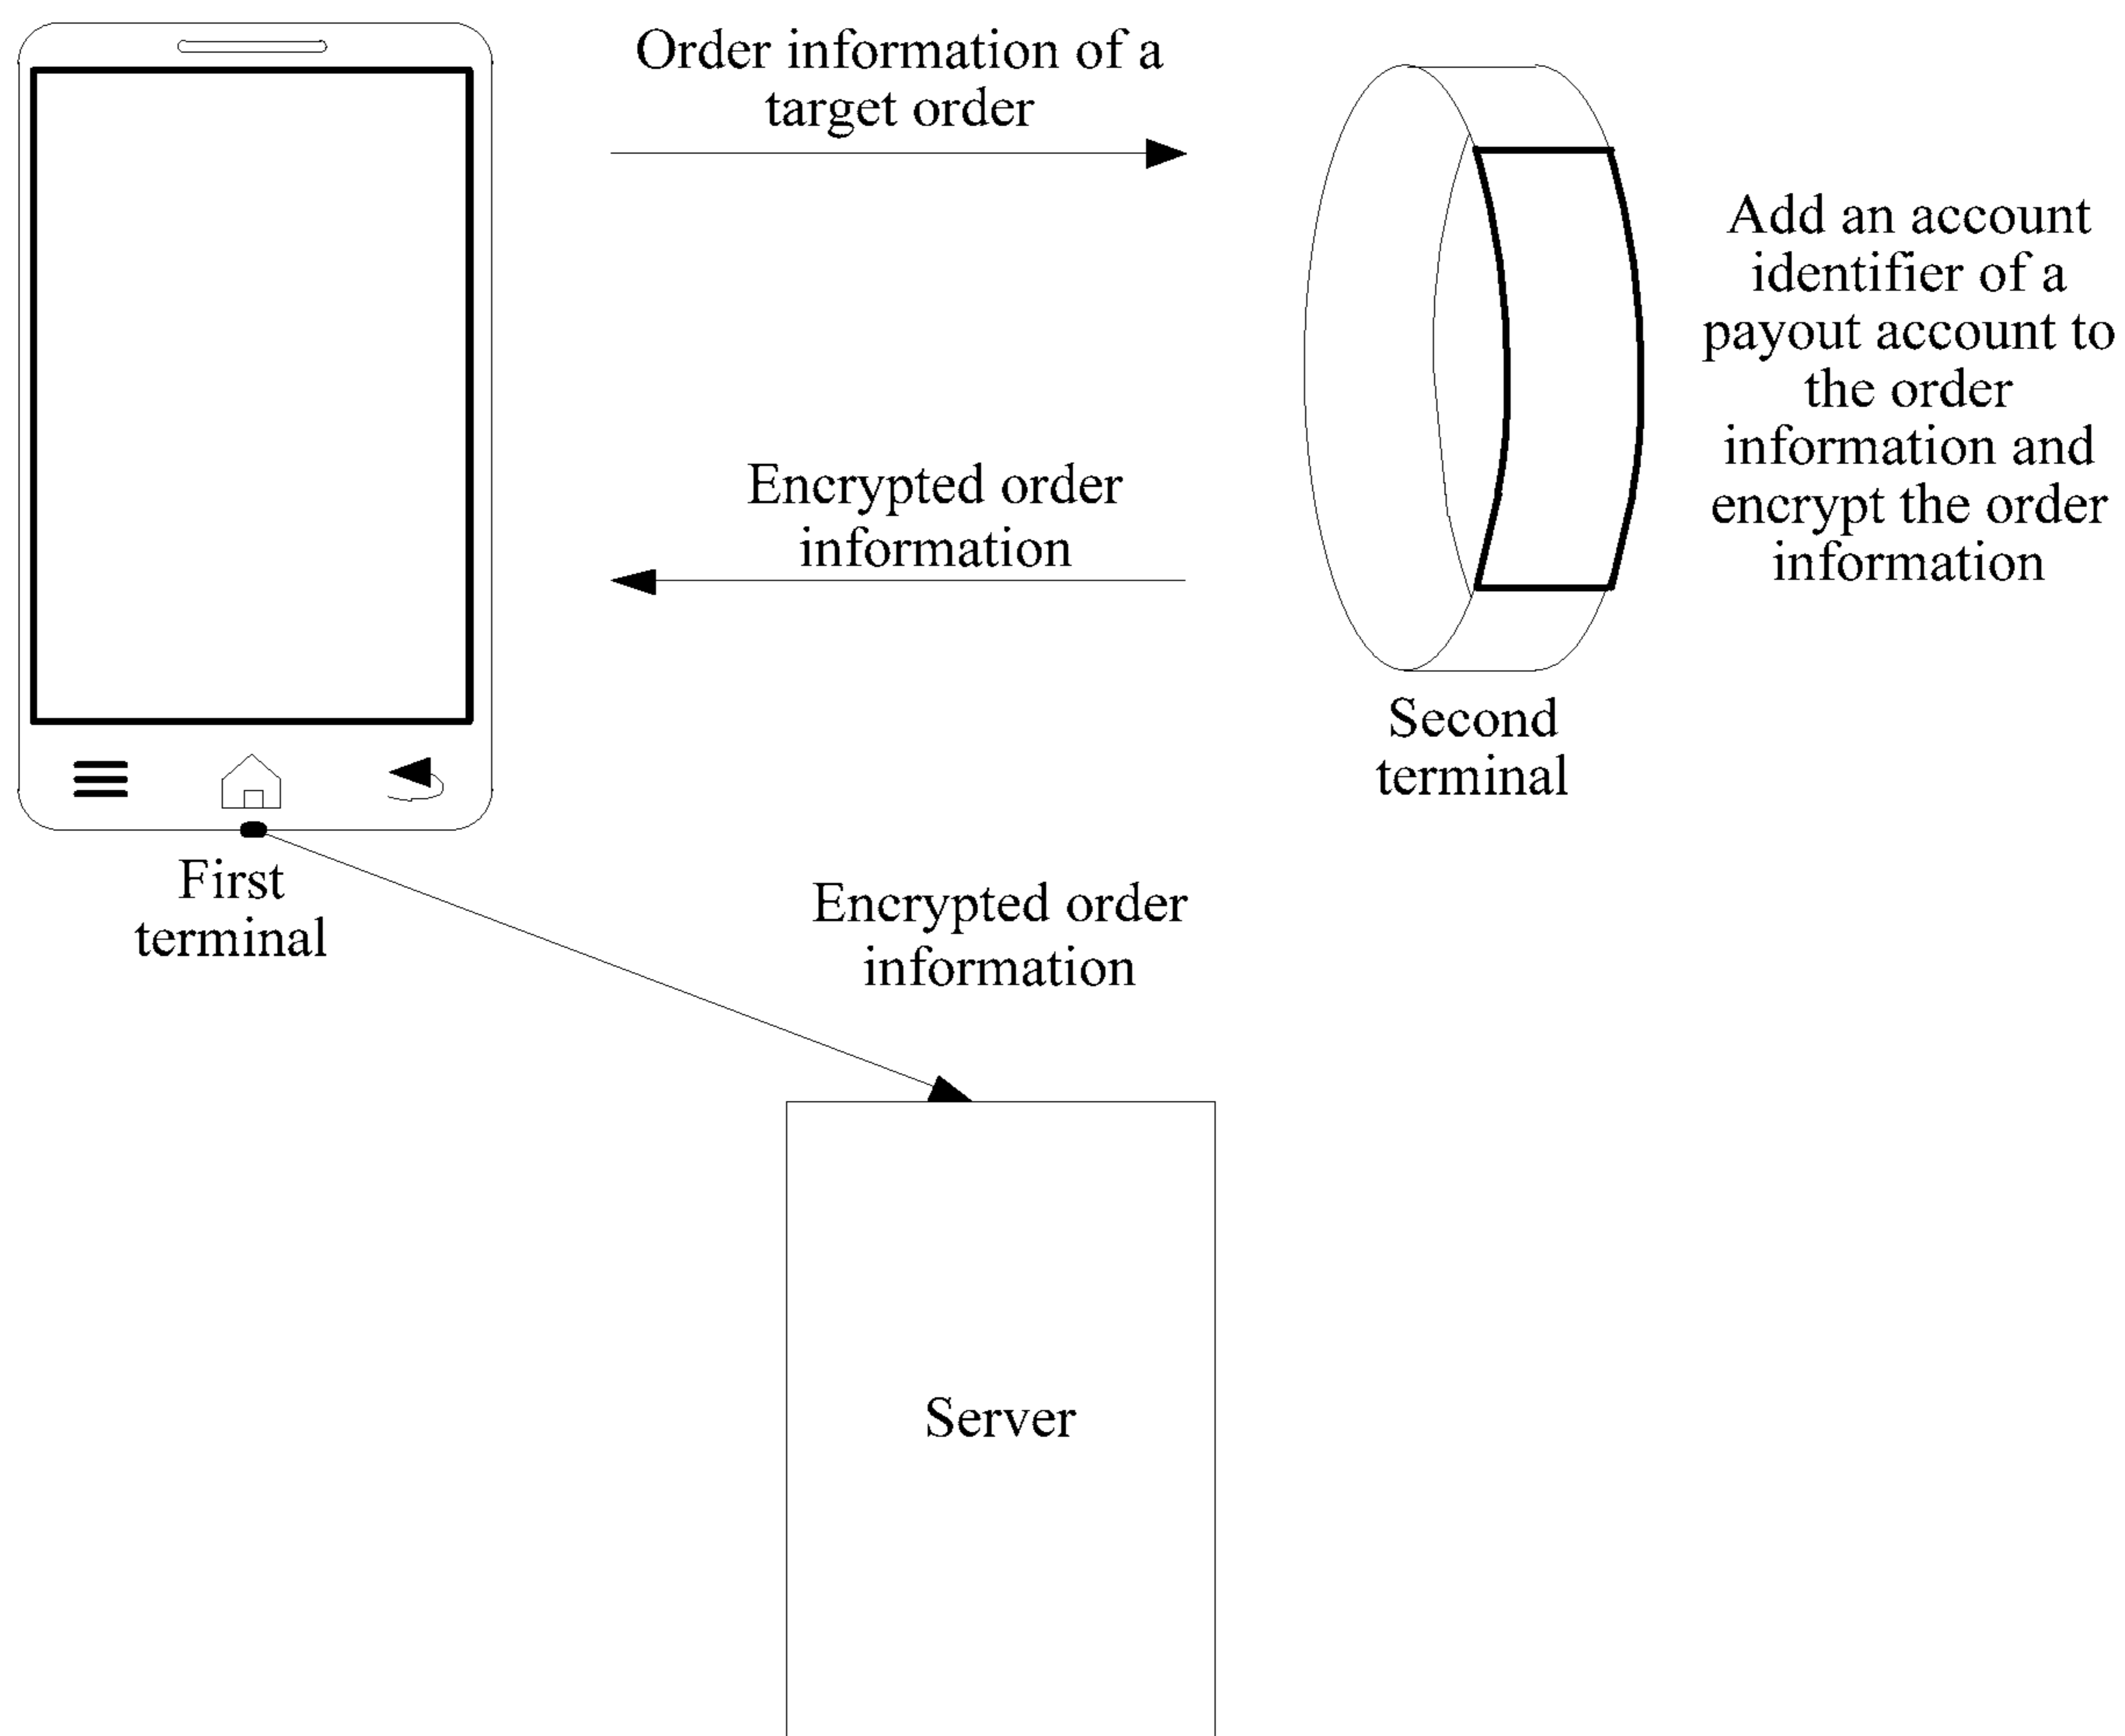 Order information of a
target order
Add an account
identifier of a
payout account to
the order
information and
encrypt the order
information
Encrypted order
information
Second
terminal
First
terminal
Encrypted order
information
Server